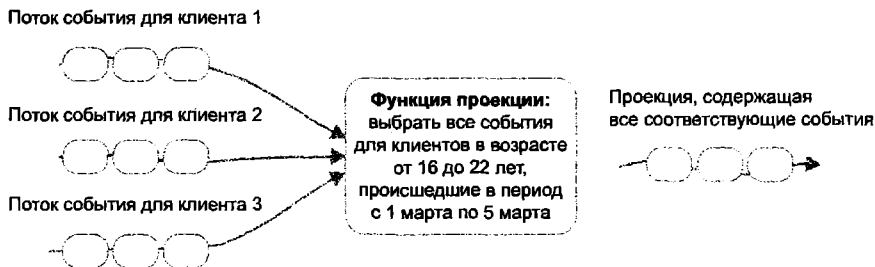 Поток события для клиента 1
Поток события для клиента 2
Поток события для клиента 3
Функция проекции:
выбрать все события
для клиентов в возрасте
от 16 до 22 лет,
происшедшие в период
с 1 марта по 5 марта
Проекция, содержащая
все соответствующие события